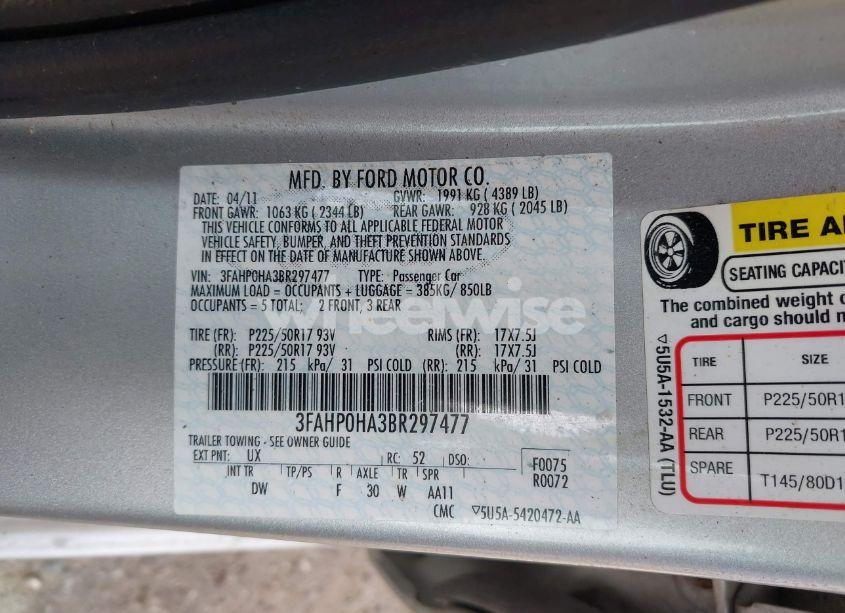 MFD. BY FORD MOTOR CO.
DATE: 04/11 GVWR: 1991 KG ( 4389 LB)
FRONT GAWR: 1063 KG ( 2344 LB) REAR GAWR: 928 KG ( 2045 LB)
THIS VEHICLE CONFORMS TO ALL APPLICABLE FEDERAL MOTOR
VEHICLE SAFETY, BUMPER, AND THEFT PREVENTION STANDARDS
IN EFFECT ON THE DATE OF MANUFACTURE SHOWN ABOVE.
VIN: 3FAHP0HA3BR297477 TYPE: Passenger Car
MAXIMUM LOAD = OCCUPANTS + LUGGAGE = 385KG/ 850LB
OCCUPANTS = 5 TOTAL; 2 FRONT, 3 REAR
wheelwise
TIRE (FR): P225/50R17 93V RIMS (FR): 17X7.5J
(RR): P225/50R17 93V (RR): 17X7.5J
PRESSURE (FR): 215 kPa/ 31 PSI COLD (RR): 215 kPa/ 31 PSI COLD
3FAHP0HA3BR297477
TRAILER TOWING - SEE OWNER GUIDE
EXT PNT: UX RC: 52 DSO: F0075
R0072
INT TR TP/PS R AXLE TR SPR
DW F 30 W AA11
CMC ▽5U5A-5420472-AA
TIRE
SEATING
The combined weight
and cargo should
TIRE SIZE
FRONT P225/50R1
REAR P225/50R1
SPARE T145/80D1
▽5U5A-1532-AA (TLU)